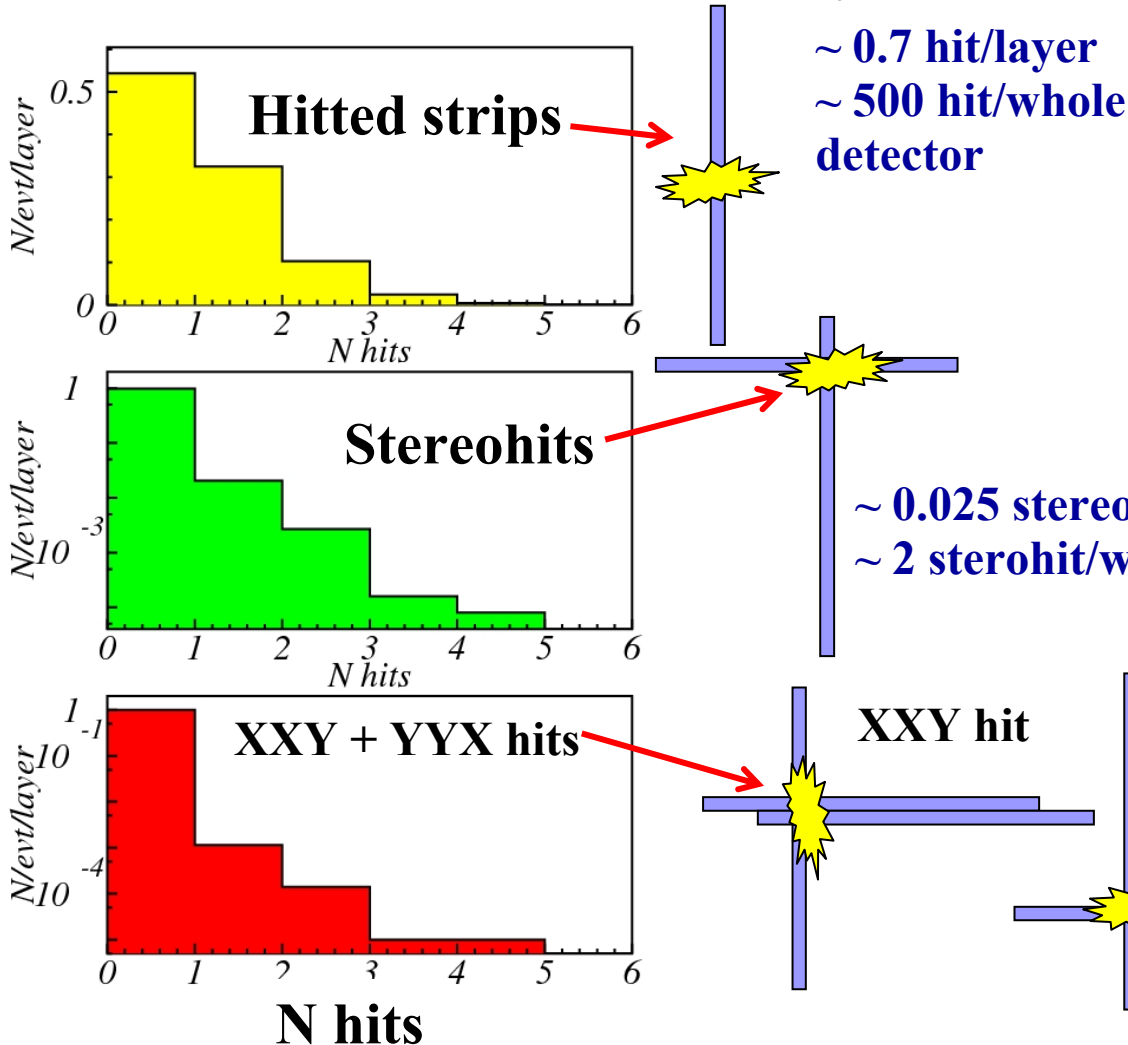 ~ 0.7 hit/layer
~ 500 hit/whole
detector
Hitted strips
N/evt/layer
0.5
0
0 1 2 3 4 5 6
N hits
Stereohits
N/evt/layer
1
10 -3
0 1 2 3 4 5 6
N hits
~ 0.025 stereo
~ 2 sterohit/w
XXY + YYX hits
XXY hit
N/evt/layer
1
10 -1
10 -4
0 1 2 3 4 5 6
N hits